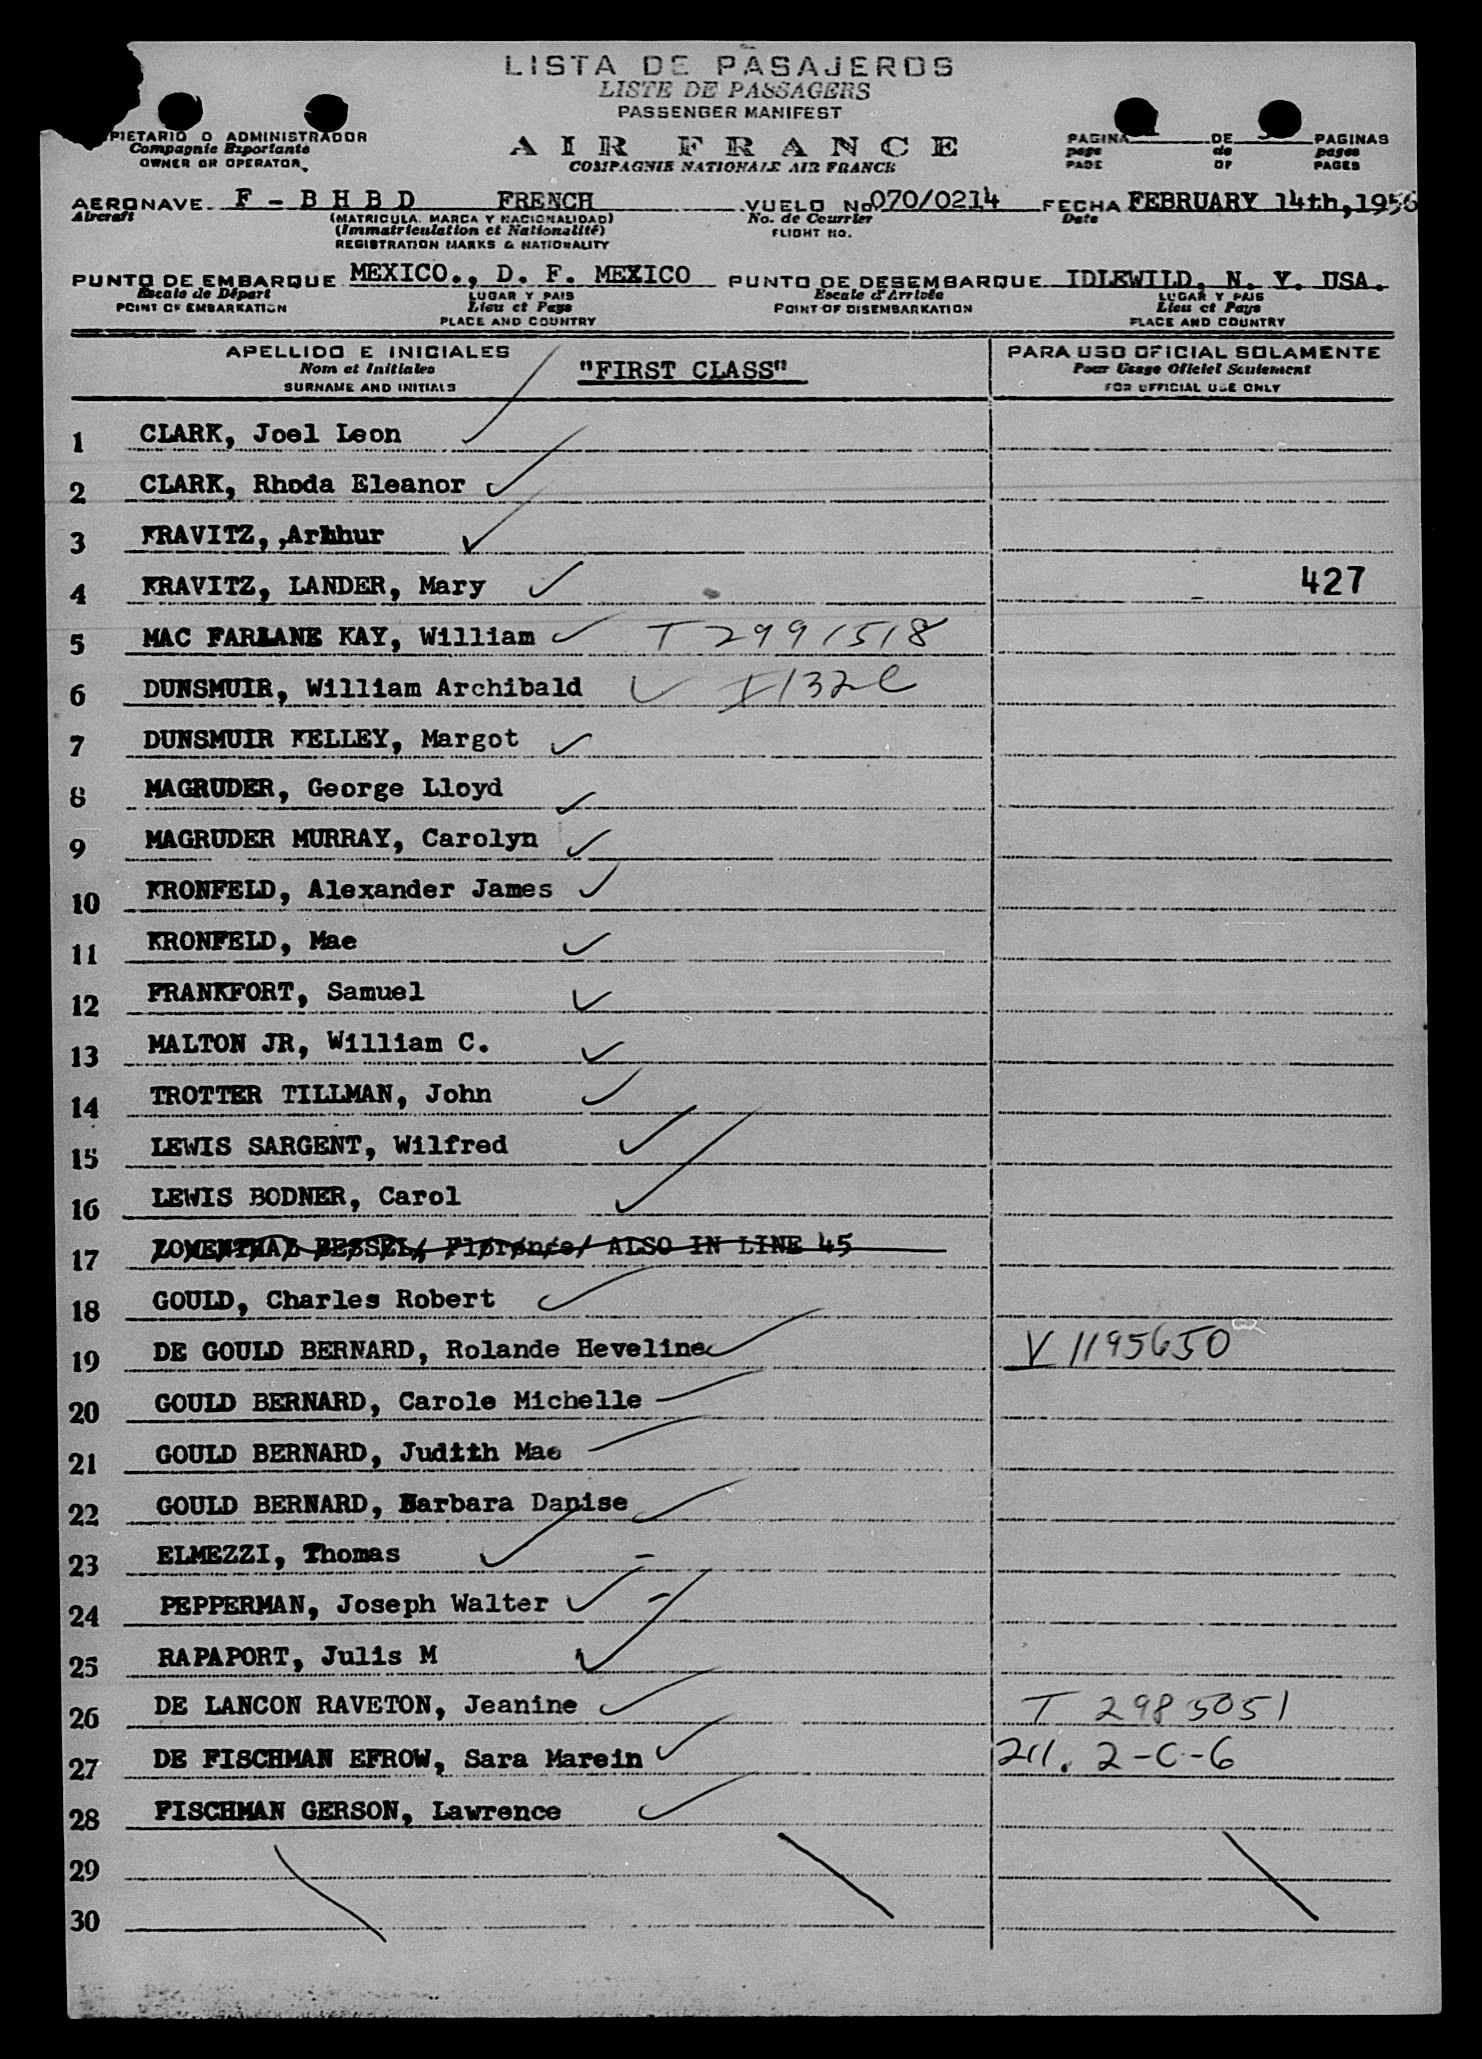 LISTA DE PASAJEROS
LISTE DE PASSAGERS
PASSENGER MANIFEST
PIETARIO O ADMINISTRADOR
Compagnie Exportante
OWNER OR OPERATOR
AIR FRANCE
COMPAGNIE NATIONALE AIR FRANCE
PAGINA DE PAGINAS
page de pages
PAGE OF PAGES
AERONAVE F - B H B D FRENCH VUELO No 070/0214 FECHA FEBRUARY 14th, 1956
Aircraft (MATRICULA. MARCA Y NACIONALIDAD) No. de Courrier Date
(Immatriculation et Nationalité) FLIGHT NO.
REGISTRATION MARKS & NATIONALITY
PUNTO DE EMBARQUE MEXICO., D. F. MEXICO PUNTO DE DESEMBARQUE IDLEWILD, N. Y. USA.
Escale de Départ LUGAR Y PAIS Escale d'Arrivée LUGAR Y PAIS
POINT OF EMBARKATION Lieu et Pays POINT OF DISEMBARKATION Lieu et Pays
PLACE AND COUNTRY PLACE AND COUNTRY
APELLIDO E INICIALES "FIRST CLASS" PARA USO OFICIAL SOLAMENTE
Nom et Initiales Pour Usage Officiel Seulement
SURNAME AND INITIALS FOR OFFICIAL USE ONLY
1 CLARK, Joel Leon
2 CLARK, Rhoda Eleanor
3 KRAVITZ, ,Arhhur
4 KRAVITZ, LANDER, Mary 427
5 MAC FARLANE KAY, William T 2991518
6 DUNSMUIR, William Archibald
7 DUNSMUIR KELLEY, Margot
8 MAGRUDER, George Lloyd
9 MAGRUDER MURRAY, Carolyn
10 KRONFELD, Alexander James
11 KRONFELD, Mae
12 FRANKFORT, Samuel
13 MALTON JR, William C.
14 TROTTER TILLMAN, John
15 LEWIS SARGENT, Wilfred
16 LEWIS BODNER, Carol
17 LOWENTHAL BESSEL, Florence/ ALSO IN LINE 45
18 GOULD, Charles Robert
19 DE GOULD BERNARD, Rolande Heveline V 1195650
20 GOULD BERNARD, Carole Michelle
21 GOULD BERNARD, Judith Mae
22 GOULD BERNARD, Barbara Danise
23 ELMEZZI, Thomas
24 PEPPERMAN, Joseph Walter
25 RAPAPORT, Julis M
26 DE LANCON RAVETON, Jeanine T 2985051
27 DE FISCHMAN EFROW, Sara Marein 211. 2-C-6
28 FISCHMAN GERSON, Lawrence
29
30